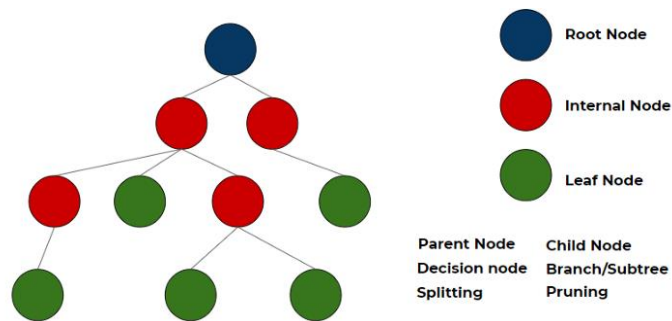 Root Node
Internal Node
Leaf Node
Parent Node Child Node
Decision node Branch/Subtree
Splitting Pruning